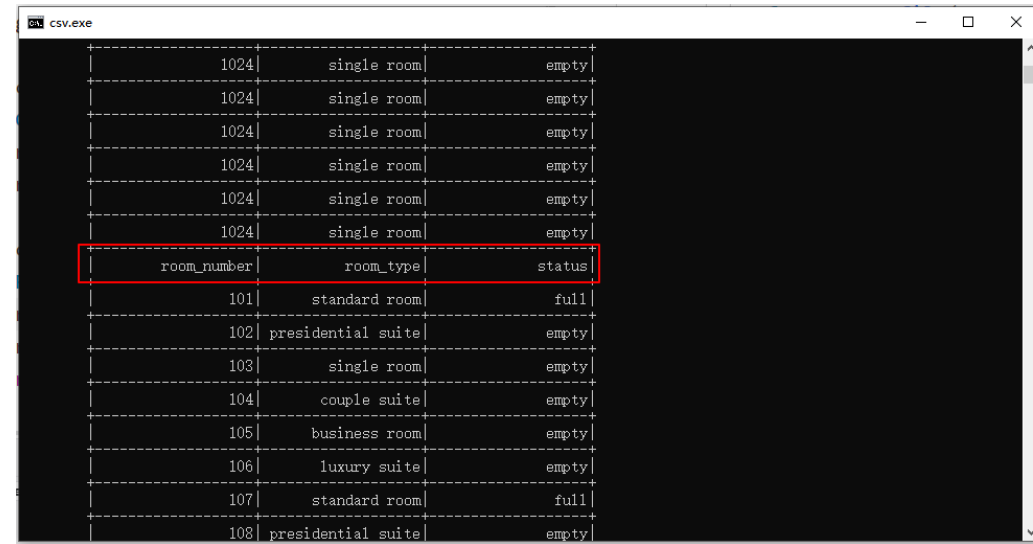 csv.exe
1024| single room| empty|
1024| single room| empty|
1024| single room| empty|
1024| single room| empty|
1024| single room| empty|
1024| single room| empty|
room_number| room_type| status|
101| standard room| full|
102| presidential suite| empty|
103| single room| empty|
104| couple suite| empty|
105| business room| empty|
106| luxury suite| empty|
107| standard room| full|
108| presidential suite| empty|